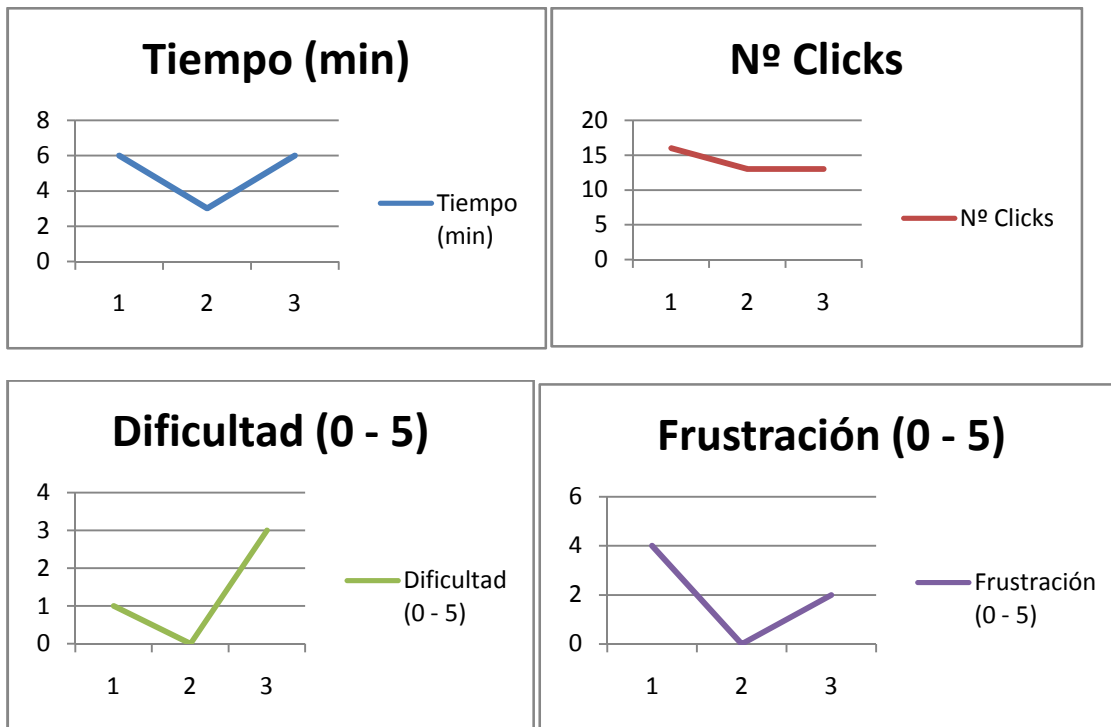 Tiempo (min)
8
6
4
2
0
1 2 3
Tiempo
(min)
Nº Clicks
20
15
10
5
0
1 2 3
Nº Clicks
Dificultad (0 - 5)
4
3
2
1
0
1 2 3
Dificultad
(0 - 5)
Frustración (0 - 5)
6
4
2
0
1 2 3
Frustración
(0 - 5)